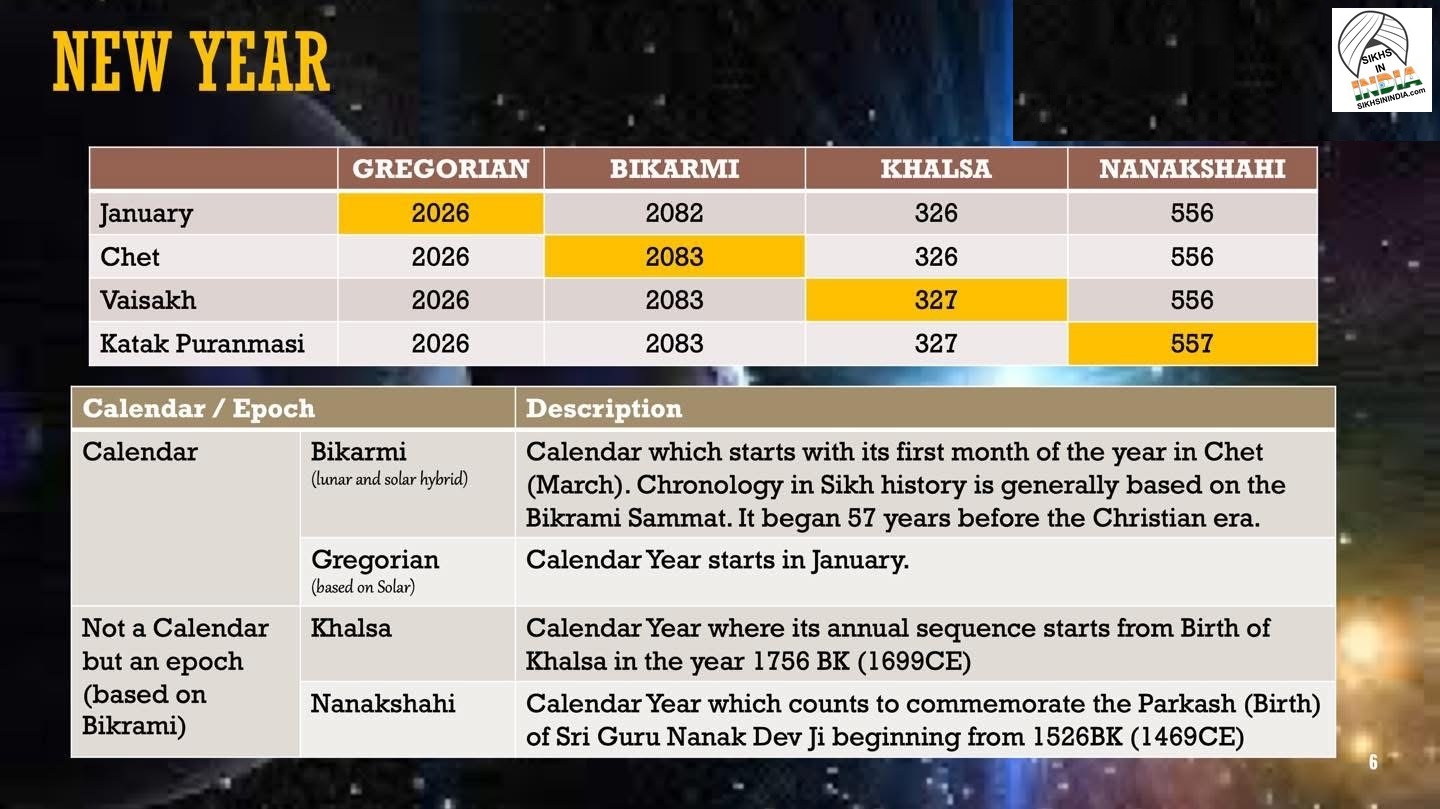 NEW YEAR
SIKHS
IN
INDIA
SIKHSININDIA.com
GREGORIAN BIKARMI KHALSA NANAKSHAHI
January 2026 2082 326 556
Chet 2026 2083 326 556
Vaisakh 2026 2083 327 556
Katak Puranmasi 2026 2083 327 557
Calendar / Epoch Description
Calendar
Bikarmi
(lunar and solar hybrid)
Calendar which starts with its first month of the year in Chet
(March). Chronology in Sikh history is generally based on the
Bikrami Sammat. It began 57 years before the Christian era.
Gregorian
(based on Solar)
Calendar Year starts in January.
Not a Calendar
but an epoch
(based on
Bikrami)
Khalsa
Calendar Year where its annual sequence starts from Birth of
Khalsa in the year 1756 BK (1699CE)
Nanakshahi
Calendar Year which counts to commemorate the Parkash (Birth)
of Sri Guru Nanak Dev Ji beginning from 1526BK (1469CE)
6